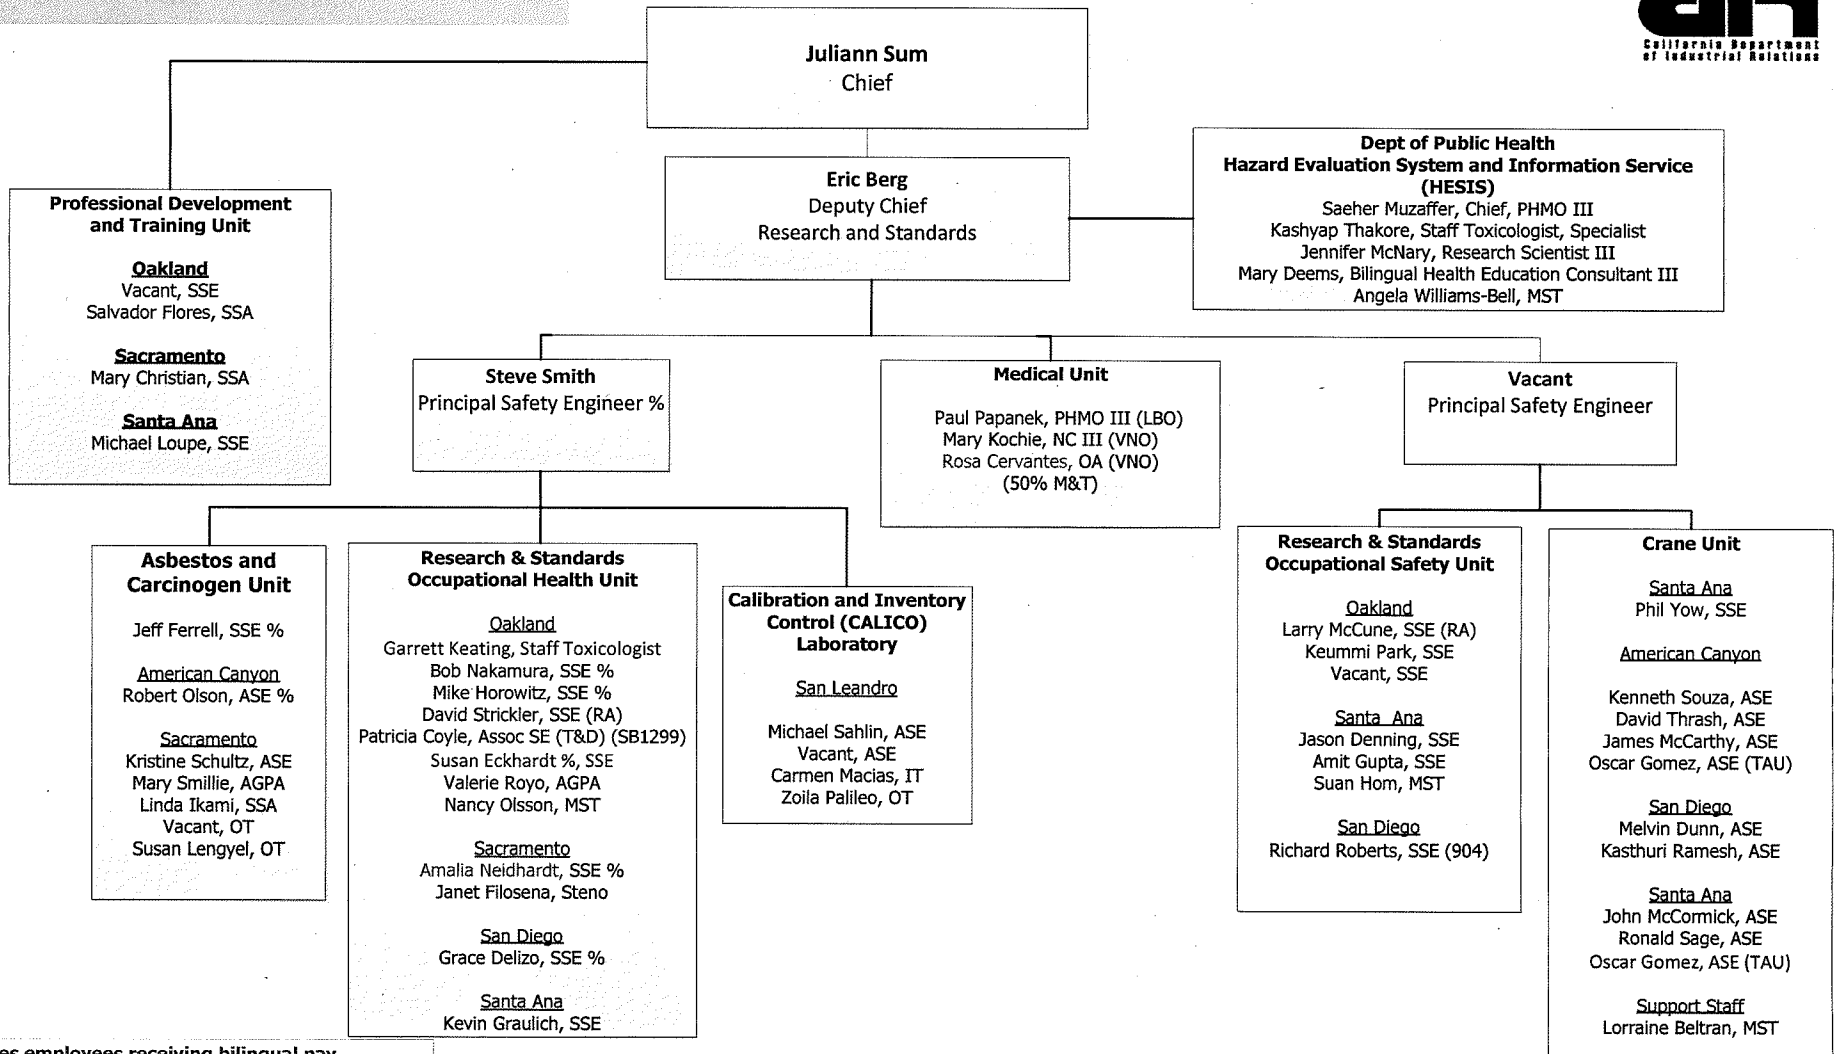 California Department
of Industrial Relations
Juliann Sum
Chief
Eric Berg
Deputy Chief
Research and Standards
Dept of Public Health
Hazard Evaluation System and Information Service
(HESIS)
Saeher Muzaffer, Chief, PHMO III
Kashyap Thakore, Staff Toxicologist, Specialist
Jennifer McNary, Research Scientist III
Mary Deems, Bilingual Health Education Consultant III
Angela Williams-Bell, MST
Professional Development
and Training Unit
Oakland
Vacant, SSE
Salvador Flores, SSA
Sacramento
Mary Christian, SSA
Santa Ana
Michael Loupe, SSE
Steve Smith
Principal Safety Engineer %
Medical Unit
Paul Papanek, PHMO III (LBO)
Mary Kochie, NC III (VNO)
Rosa Cervantes, OA (VNO)
(50% M&T)
Vacant
Principal Safety Engineer
Asbestos and
Carcinogen Unit
Jeff Ferrell, SSE %
American Canyon
Robert Olson, ASE %
Sacramento
Kristine Schultz, ASE
Mary Smillie, AGPA
Linda Ikami, SSA
Vacant, OT
Susan Lengyel, OT
Research & Standards
Occupational Health Unit
Oakland
Garrett Keating, Staff Toxicologist
Bob Nakamura, SSE %
Mike Horowitz, SSE %
David Strickler, SSE (RA)
Patricia Coyle, Assoc SE (T&D) (SB1299)
Susan Eckhardt %, SSE
Valerie Royo, AGPA
Nancy Olsson, MST
Sacramento
Amalia Neidhardt, SSE %
Janet Filosena, Steno
San Diego
Grace Delizo, SSE %
Santa Ana
Kevin Graulich, SSE
Calibration and Inventory
Control (CALICO)
Laboratory
San Leandro
Michael Sahlin, ASE
Vacant, ASE
Carmen Macias, IT
Zoila Palileo, OT
Research & Standards
Occupational Safety Unit
Oakland
Larry McCune, SSE (RA)
Keummi Park, SSE
Vacant, SSE
Santa Ana
Jason Denning, SSE
Amit Gupta, SSE
Suan Hom, MST
San Diego
Richard Roberts, SSE (904)
Crane Unit
Santa Ana
Phil Yow, SSE
American Canyon
Kenneth Souza, ASE
David Thrash, ASE
James McCarthy, ASE
Oscar Gomez, ASE (TAU)
San Diego
Melvin Dunn, ASE
Kasthuri Ramesh, ASE
Santa Ana
John McCormick, ASE
Ronald Sage, ASE
Oscar Gomez, ASE (TAU)
Support Staff
Lorraine Beltran, MST
employees receiving bilingual pay